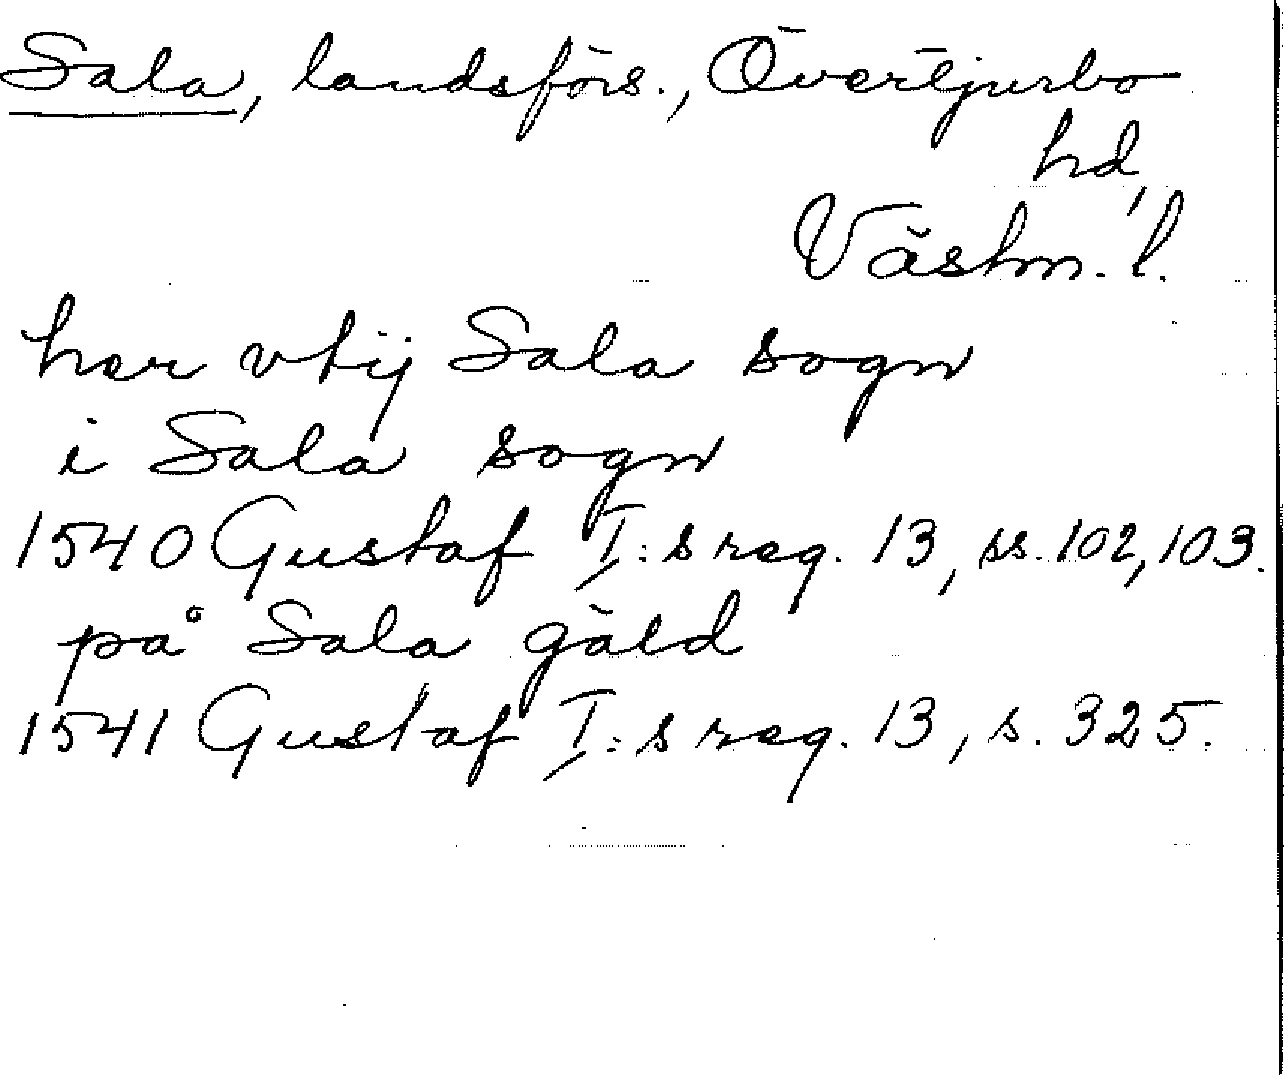 Sala, landsförs., Övertjurbo
hd,
Västm. l.
her vtij Sala sogn
i Sala sogn
1540 Gustaf I:s reg. 13, ss. 102, 103.
på Sala gäld
1541 Gustaf I:s reg. 13, s. 325.